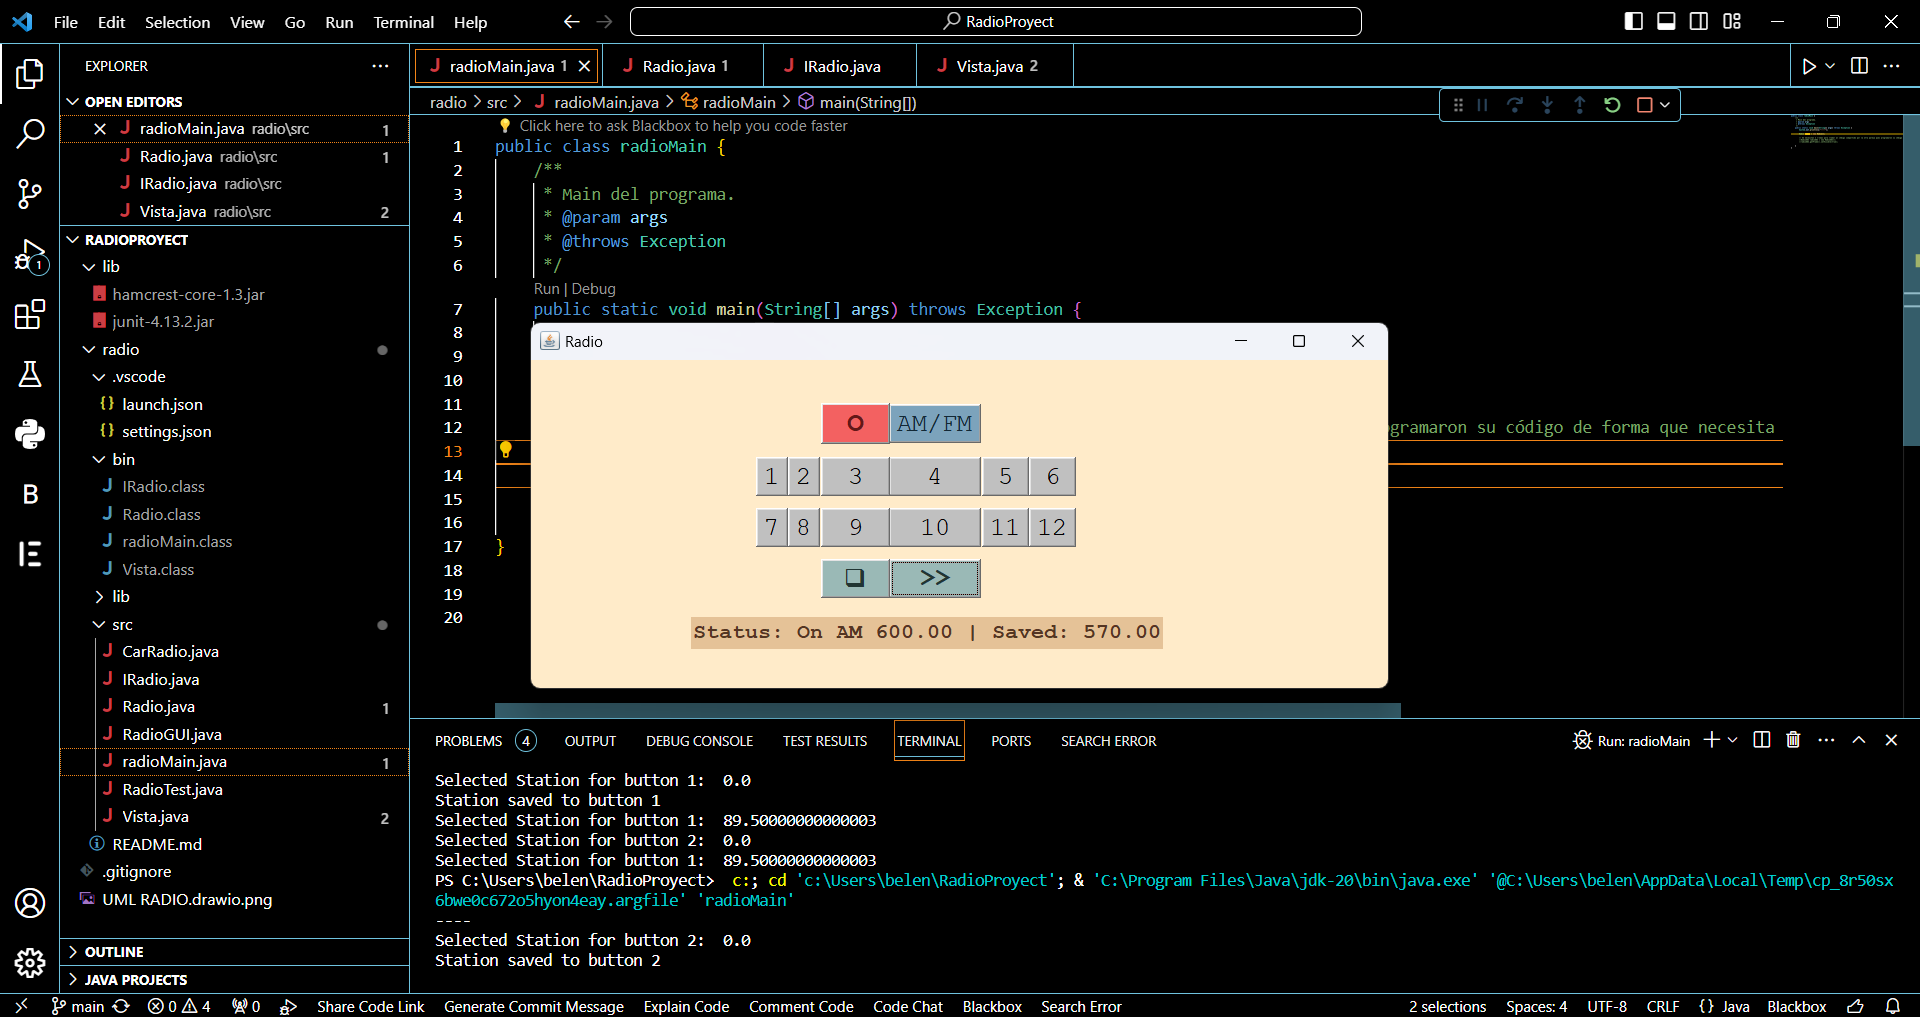 File Edit Selection View Go Run Terminal Help
RadioProyect
EXPLORER
OPEN EDITORS
radioMain.java radio\src 1
Radio.java radio\src 1
IRadio.java radio\src
Vista.java radio\src 2
RADIOPROYECT
lib
hamcrest-core-1.3.jar
junit-4.13.2.jar
radio
.vscode
{} launch.json
{} settings.json
bin
IRadio.class
Radio.class
radioMain.class
Vista.class
lib
src
CarRadio.java
IRadio.java
Radio.java 1
RadioGUI.java
radioMain.java 1
RadioTest.java
Vista.java 2
README.md
.gitignore
UML RADIO.drawio.png
OUTLINE
JAVA PROJECTS
radioMain.java 1 Radio.java 1 IRadio.java Vista.java 2
radio > src > radioMain.java > radioMain > main(String[])
Click here to ask Blackbox to help you code faster
1 public class radioMain {
2 /**
3 * Main del programa.
4 * @param args
5 * @throws Exception
6 */
Run | Debug
7 public static void main(String[] args) throws Exception {
8
9
10
11
12 gramaron su código de forma que necesita
13
14
15
16
17 }
18
19
20
Radio
O AM/FM
1 2 3 4 5 6
7 8 9 10 11 12
❏ >>
Status: On AM 600.00 | Saved: 570.00
PROBLEMS 4 OUTPUT DEBUG CONSOLE TEST RESULTS TERMINAL PORTS SEARCH ERROR
Run: radioMain
Selected Station for button 1:  0.0
Station saved to button 1
Selected Station for button 1:  89.50000000000003
Selected Station for button 2:  0.0
Selected Station for button 1:  89.50000000000003
PS C:\Users\belen\RadioProyect>  c:; cd 'c:\Users\belen\RadioProyect'; & 'C:\Program Files\Java\jdk-20\bin\java.exe' '@C:\Users\belen\AppData\Local\Temp\cp_8r50sx
6bwe0c672o5hyon4eay.argfile' 'radioMain'
----
Selected Station for button 2:  0.0
Station saved to button 2
main 0 4 0 Share Code Link Generate Commit Message Explain Code Comment Code Code Chat Blackbox Search Error 2 selections Spaces: 4 UTF-8 CRLF {} Java Blackbox